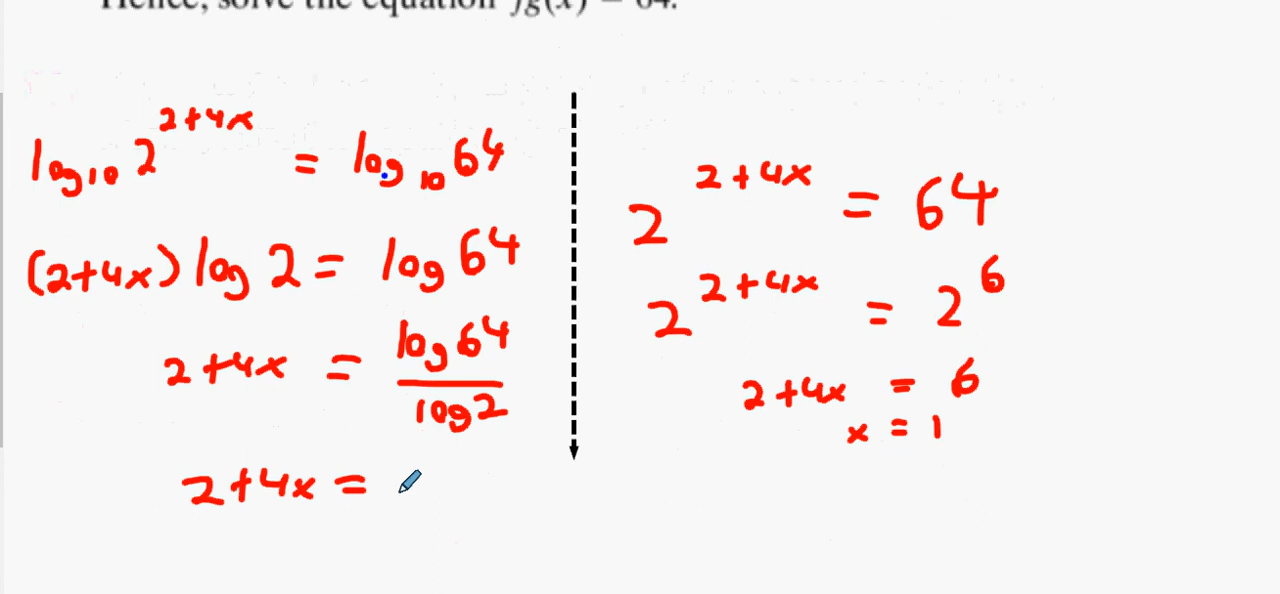 Hence, solve the equation fg(x) = 64.
log₁₀ 2^(2+4x) = log₁₀ 64
(2+4x) log 2 = log 64
2+4x = log 64 / log 2
2+4x =
2^(2+4x) = 64
2^(2+4x) = 2^6
2+4x = 6
x = 1